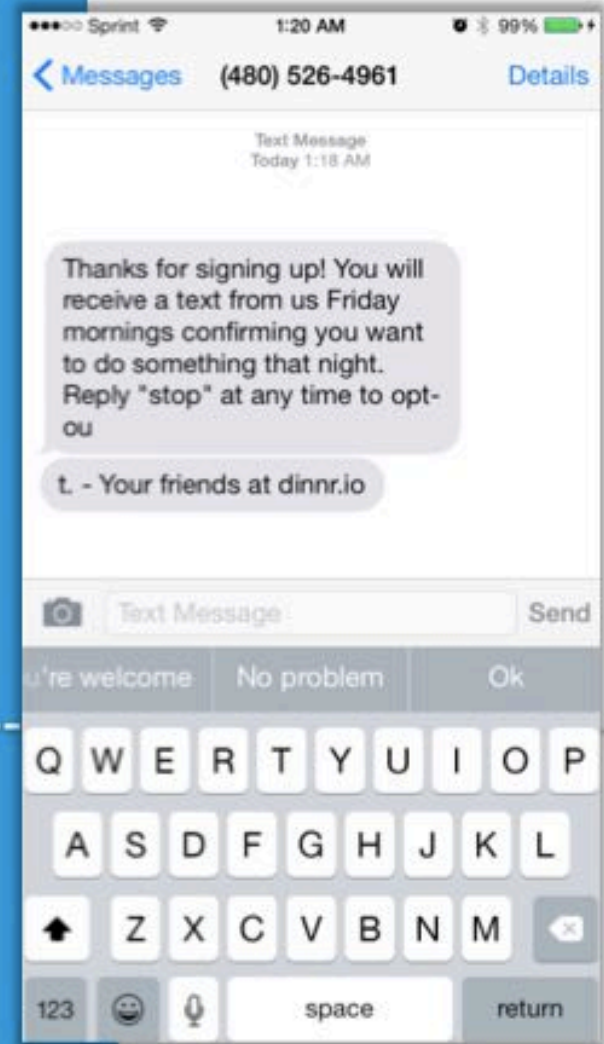 Sprint 1:20 AM 99%
Messages (480) 526-4961 Details
Text Message
Today 1:18 AM
Thanks for signing up! You will
receive a text from us Friday
mornings confirming you want
to do something that night.
Reply "stop" at any time to opt-
ou
t. - Your friends at dinnr.io
Text Message Send
u're welcome No problem Ok
Q W E R T Y U I O P
A S D F G H J K L
Z X C V B N M
123 space return